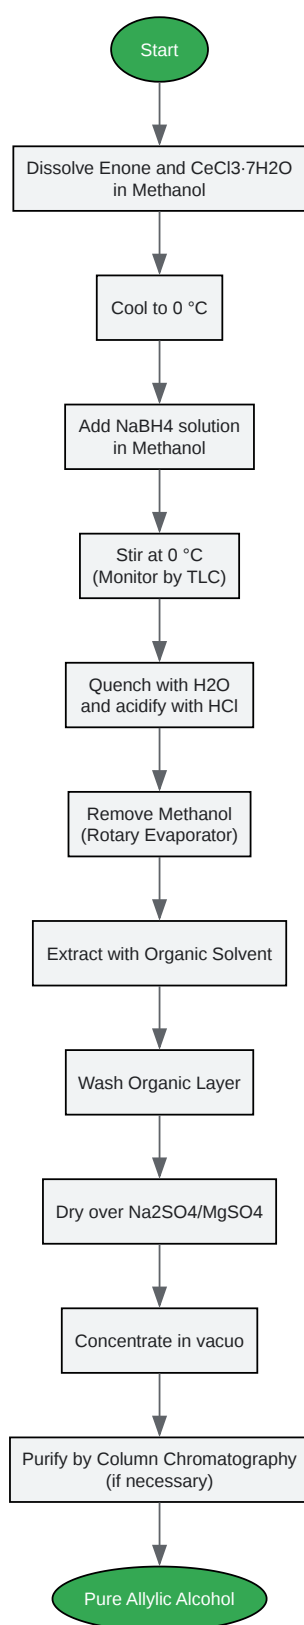 Start
Dissolve Enone and CeCl3·7H2O
in Methanol
Cool to 0 °C
Add NaBH4 solution
in Methanol
Stir at 0 °C
(Monitor by TLC)
Quench with H2O
and acidify with HCl
Remove Methanol
(Rotary Evaporator)
Extract with Organic Solvent
Wash Organic Layer
Dry over Na2SO4/MgSO4
Concentrate in vacuo
Purify by Column Chromatography
(if necessary)
Pure Allylic Alcohol